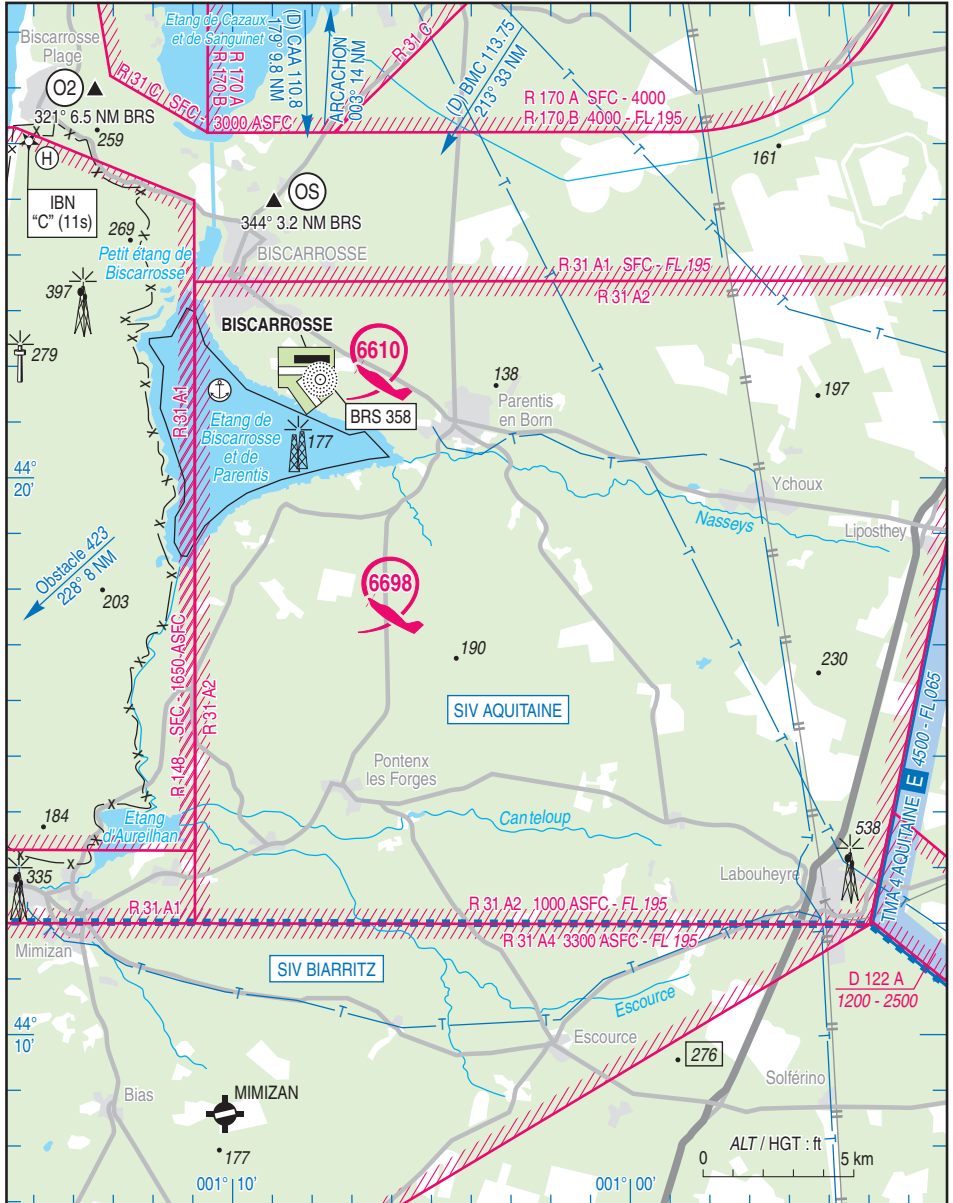 Etang de Cazaux
et de Sanguinet
Biscarrosse
Plage
O2
321° 6.5 NM BRS
259
H
IBN
"C" (11s)
R 31 C SFC -
3000 ASFC
R 170 A
R 170 B
(D) CAA 110.8
179° 9.8 NM
ARCACHON
003° 14 NM
R 31 C
(D) BMC 113.75
213° 33 NM
R 170 A SFC - 4000
R 170 B 4000 - FL 195
161
OS
344° 3.2 NM BRS
269
BISCARROSSE
Petit étang de
Biscarrosse
R 31 A1 SFC - FL 195
R 31 A2
397
279
BISCARROSSE
6610
BRS 358
138
Parentis
en Born
197
R 31 A1
Etang de
Biscarrosse
et de
Parentis
177
44°
20'
Ychoux
Nasseys
Liposthey
Obstacle 423
228° 8 NM
203
6698
190
230
R 148 SFC - 1650 ASFC
R 31 A2
SIV AQUITAINE
TMA 4 AQUITAINE E 4500 - FL 065
Pontenx
les Forges
184
Etang
d'Aureilhan
Canteloup
538
335
Labouheyre
R 31 A1
R 31 A2 1000 ASFC - FL 195
R 31 A4 3300 ASFC - FL 195
Mimizan
SIV BIARRITZ
D 122 A
1200 - 2500
Escource
44°
10'
Escource
276
Solférino
Bias
MIMIZAN
177
ALT / HGT : ft
0 5 km
001° 10'
001° 00'